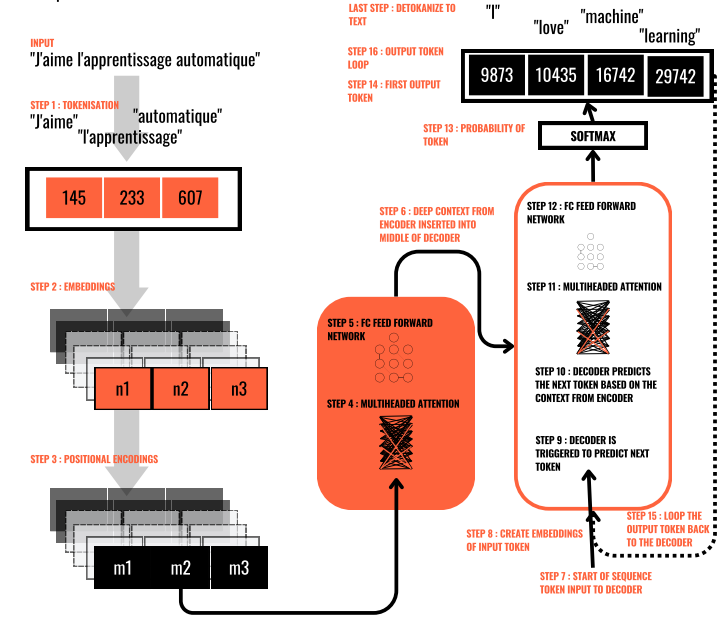 INPUT
"J'aime l'apprentissage automatique"
STEP 1 : TOKENISATION
"J'aime"
"automatique"
"l'apprentissage"
145 233 607
STEP 2 : EMBEDDINGS
n1 n2 n3
STEP 3 : POSITIONAL ENCODINGS
m1 m2 m3
STEP 5 : FC FEED FORWARD
NETWORK
STEP 4 : MULTIHEADED ATTENTION
STEP 6 : DEEP CONTEXT FROM
ENCODER INSERTED INTO
MIDDLE OF DECODER
STEP 7 : START OF SEQUENCE
TOKEN INPUT TO DECODER
STEP 8 : CREATE EMBEDDINGS
OF INPUT TOKEN
STEP 9 : DECODER IS
TRIGGERED TO PREDICT NEXT
TOKEN
STEP 10 : DECODER PREDICTS
THE NEXT TOKEN BASED ON THE
CONTEXT FROM ENCODER
STEP 11 : MULTIHEADED ATTENTION
STEP 12 : FC FEED FORWARD
NETWORK
STEP 13 : PROBABILITY OF
TOKEN
SOFTMAX
STEP 14 : FIRST OUTPUT
TOKEN
STEP 15 : LOOP THE
OUTPUT TOKEN BACK
TO THE DECODER
STEP 16 : OUTPUT TOKEN
LOOP
9873 10435 16742 29742
LAST STEP : DETOKANIZE TO
TEXT
"I"
"love"
"machine"
"learning"